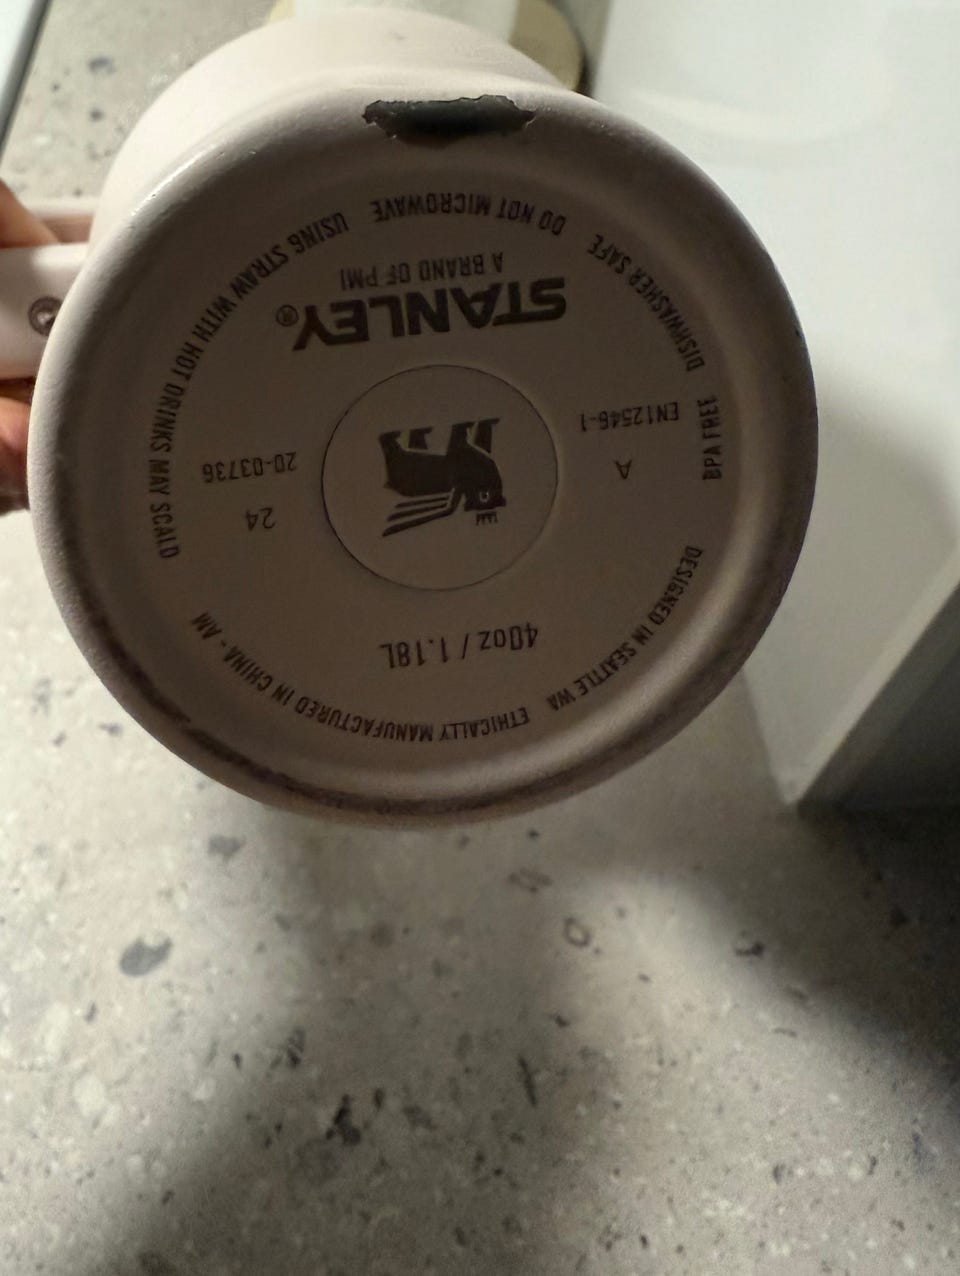 DO NOT MICROWAVE
USING STRAW WITH HOT DRINKS MAY SCALD
DISHWASHER SAFE
BPA FREE
STANLEY®
A BRAND OF PMI
EN12546-1
A
20-03736
24
40oz / 1.18L
DESIGNED IN SEATTLE WA
ETHICALLY MANUFACTURED IN CHINA - AM